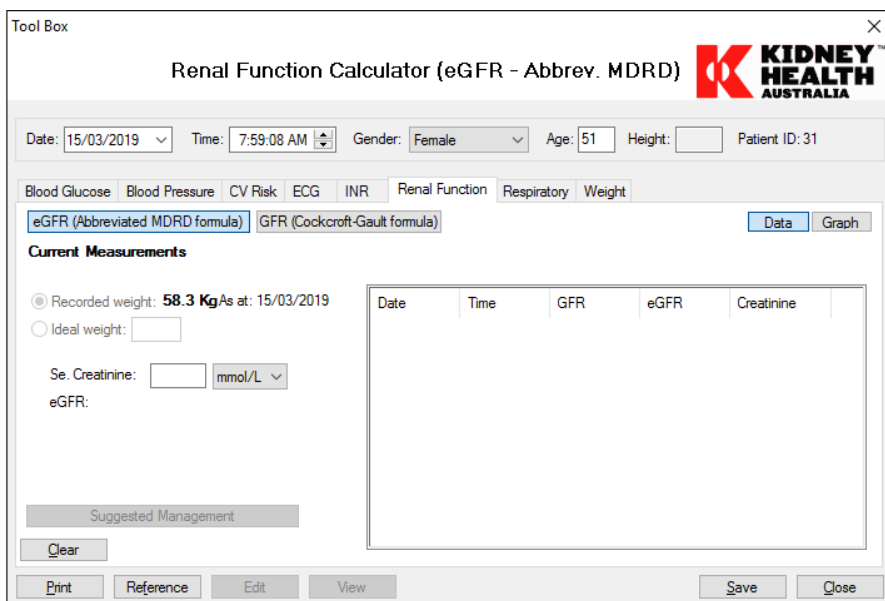 Tool Box
Renal Function Calculator (eGFR - Abbrev. MDRD)
KIDNEY™
HEALTH
AUSTRALIA
Date: 15/03/2019 Time: 7:59:08 AM Gender: Female Age: 51 Height: Patient ID: 31
Blood Glucose Blood Pressure CV Risk ECG INR Renal Function Respiratory Weight
eGFR (Abbreviated MDRD formula) GFR (Cockcroft-Gault formula) Data Graph
Current Measurements
Recorded weight: 58.3 Kg As at: 15/03/2019
Ideal weight:
Se. Creatinine: mmol/L
eGFR:
Date Time GFR eGFR Creatinine
Suggested Management
Clear
Print Reference Edit View Save Close